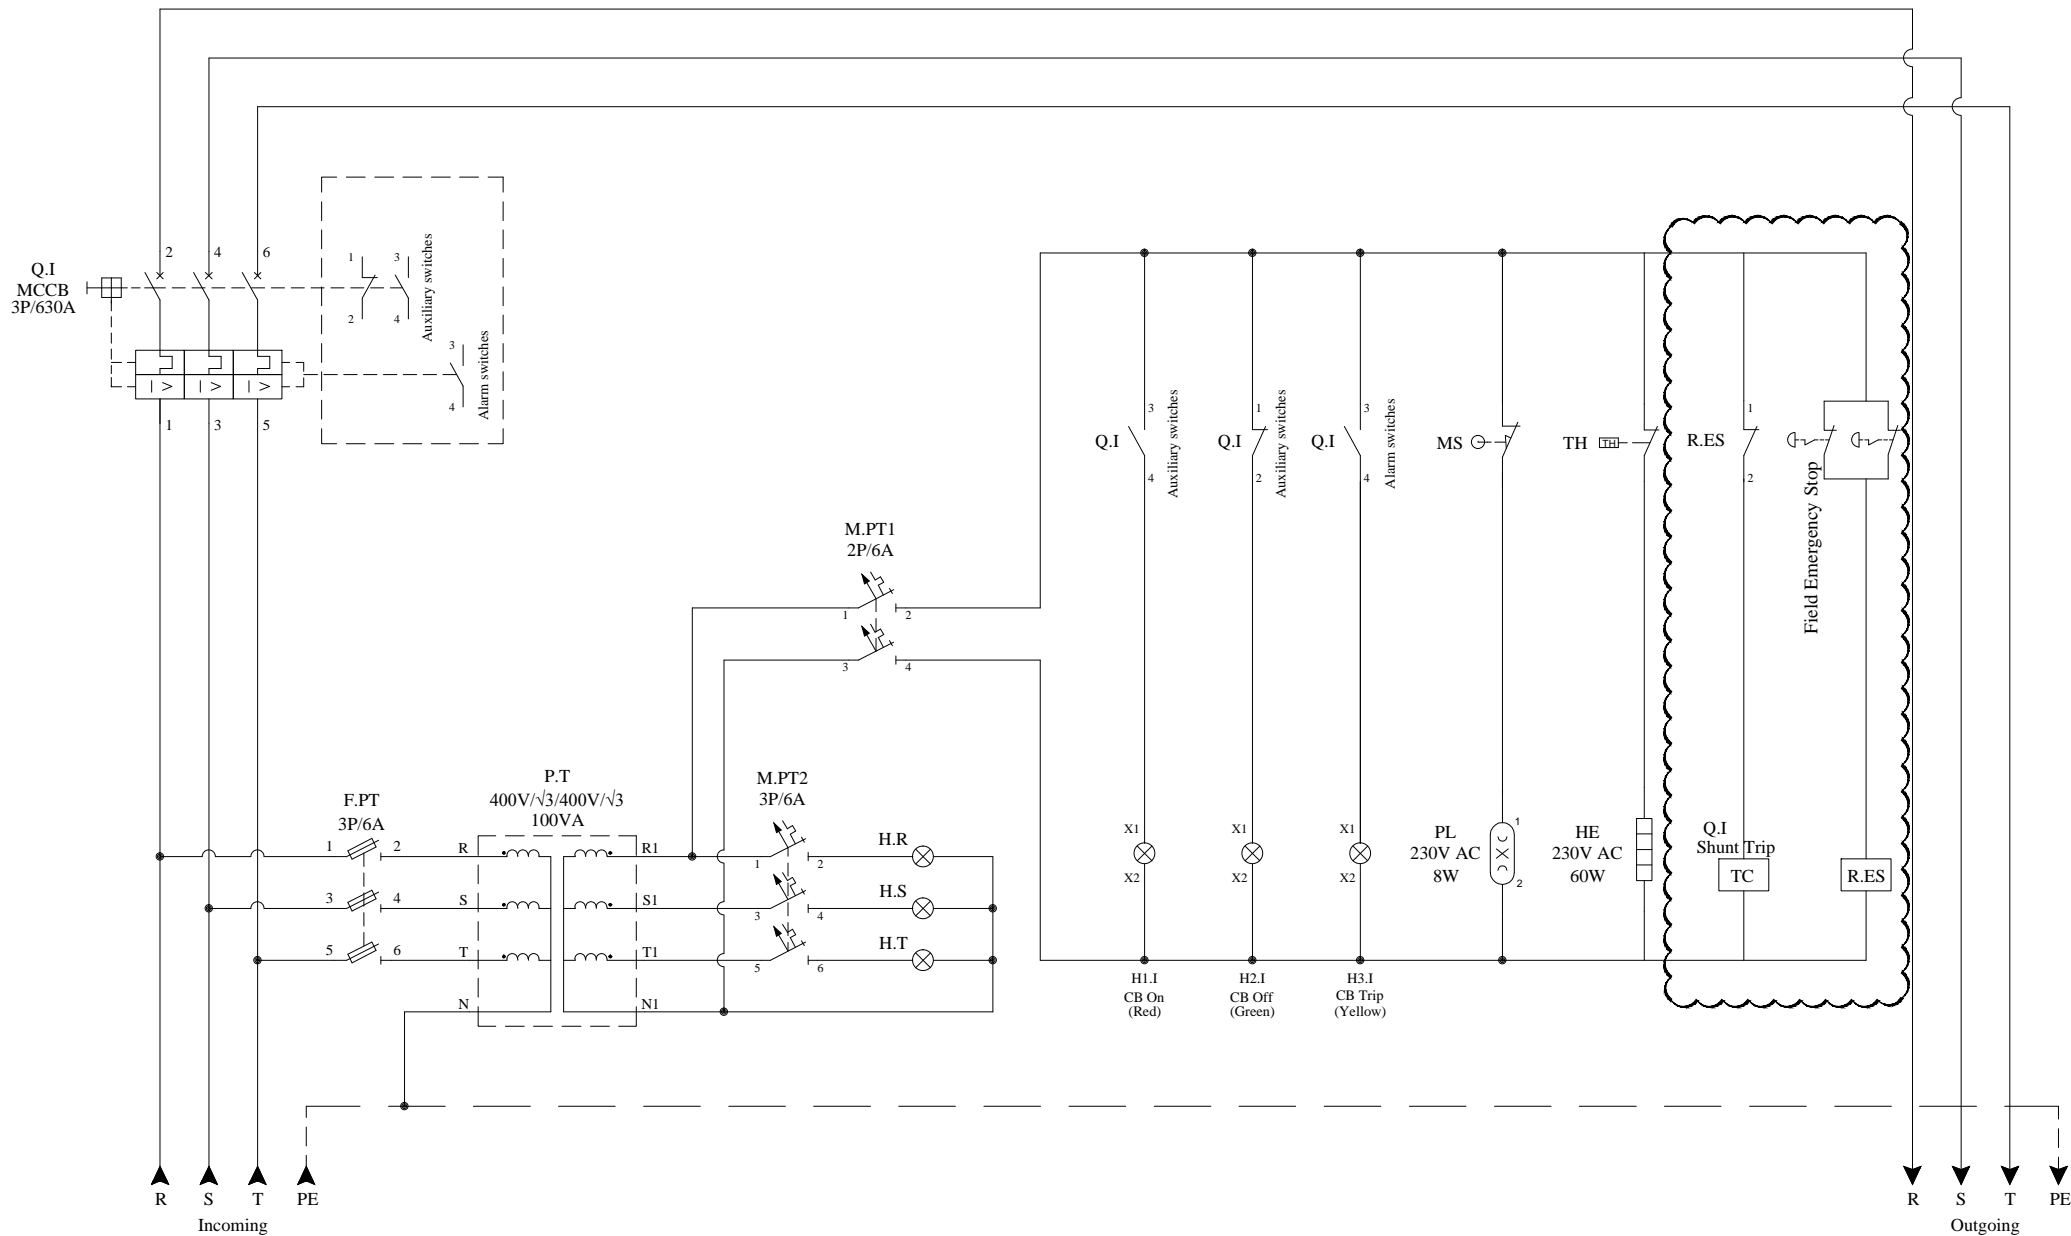 Q.I
MCCB
3P/630A
2
4
6
1
3
5
1
2
3
4
Auxiliary switches
3
4
Alarm switches
M.PT1
2P/6A
1
2
3
4
F.PT
3P/6A
1
2
3
4
5
6
P.T
400V/√3/400V/√3
100VA
R
S
T
N
R1
S1
T1
N1
M.PT2
3P/6A
1
2
3
4
5
6
H.R
H.S
H.T
Q.I
3
4
Auxiliary switches
X1
X2
H1.I
CB On
(Red)
Q.I
1
2
Auxiliary switches
X1
X2
H2.I
CB Off
(Green)
Q.I
3
4
Alarm switches
X1
X2
H3.I
CB Trip
(Yellow)
MS
PL
230V AC
8W
1
2
TH
TH
HE
230V AC
60W
R.ES
1
2
Q.I
Shunt Trip
TC
Field Emergency Stop
R.ES
R
S
T
PE
Incoming
R
S
T
PE
Outgoing